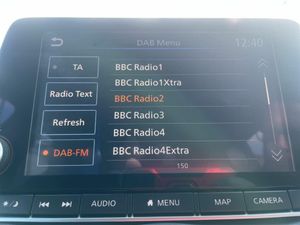 DAB Menu
12:40
TA
Radio Text
Refresh
DAB-FM
BBC Radio1
BBC Radio1Xtra
BBC Radio2
BBC Radio3
BBC Radio4
BBC Radio4Extra
150
AUDIO
MENU
MAP
CAMERA